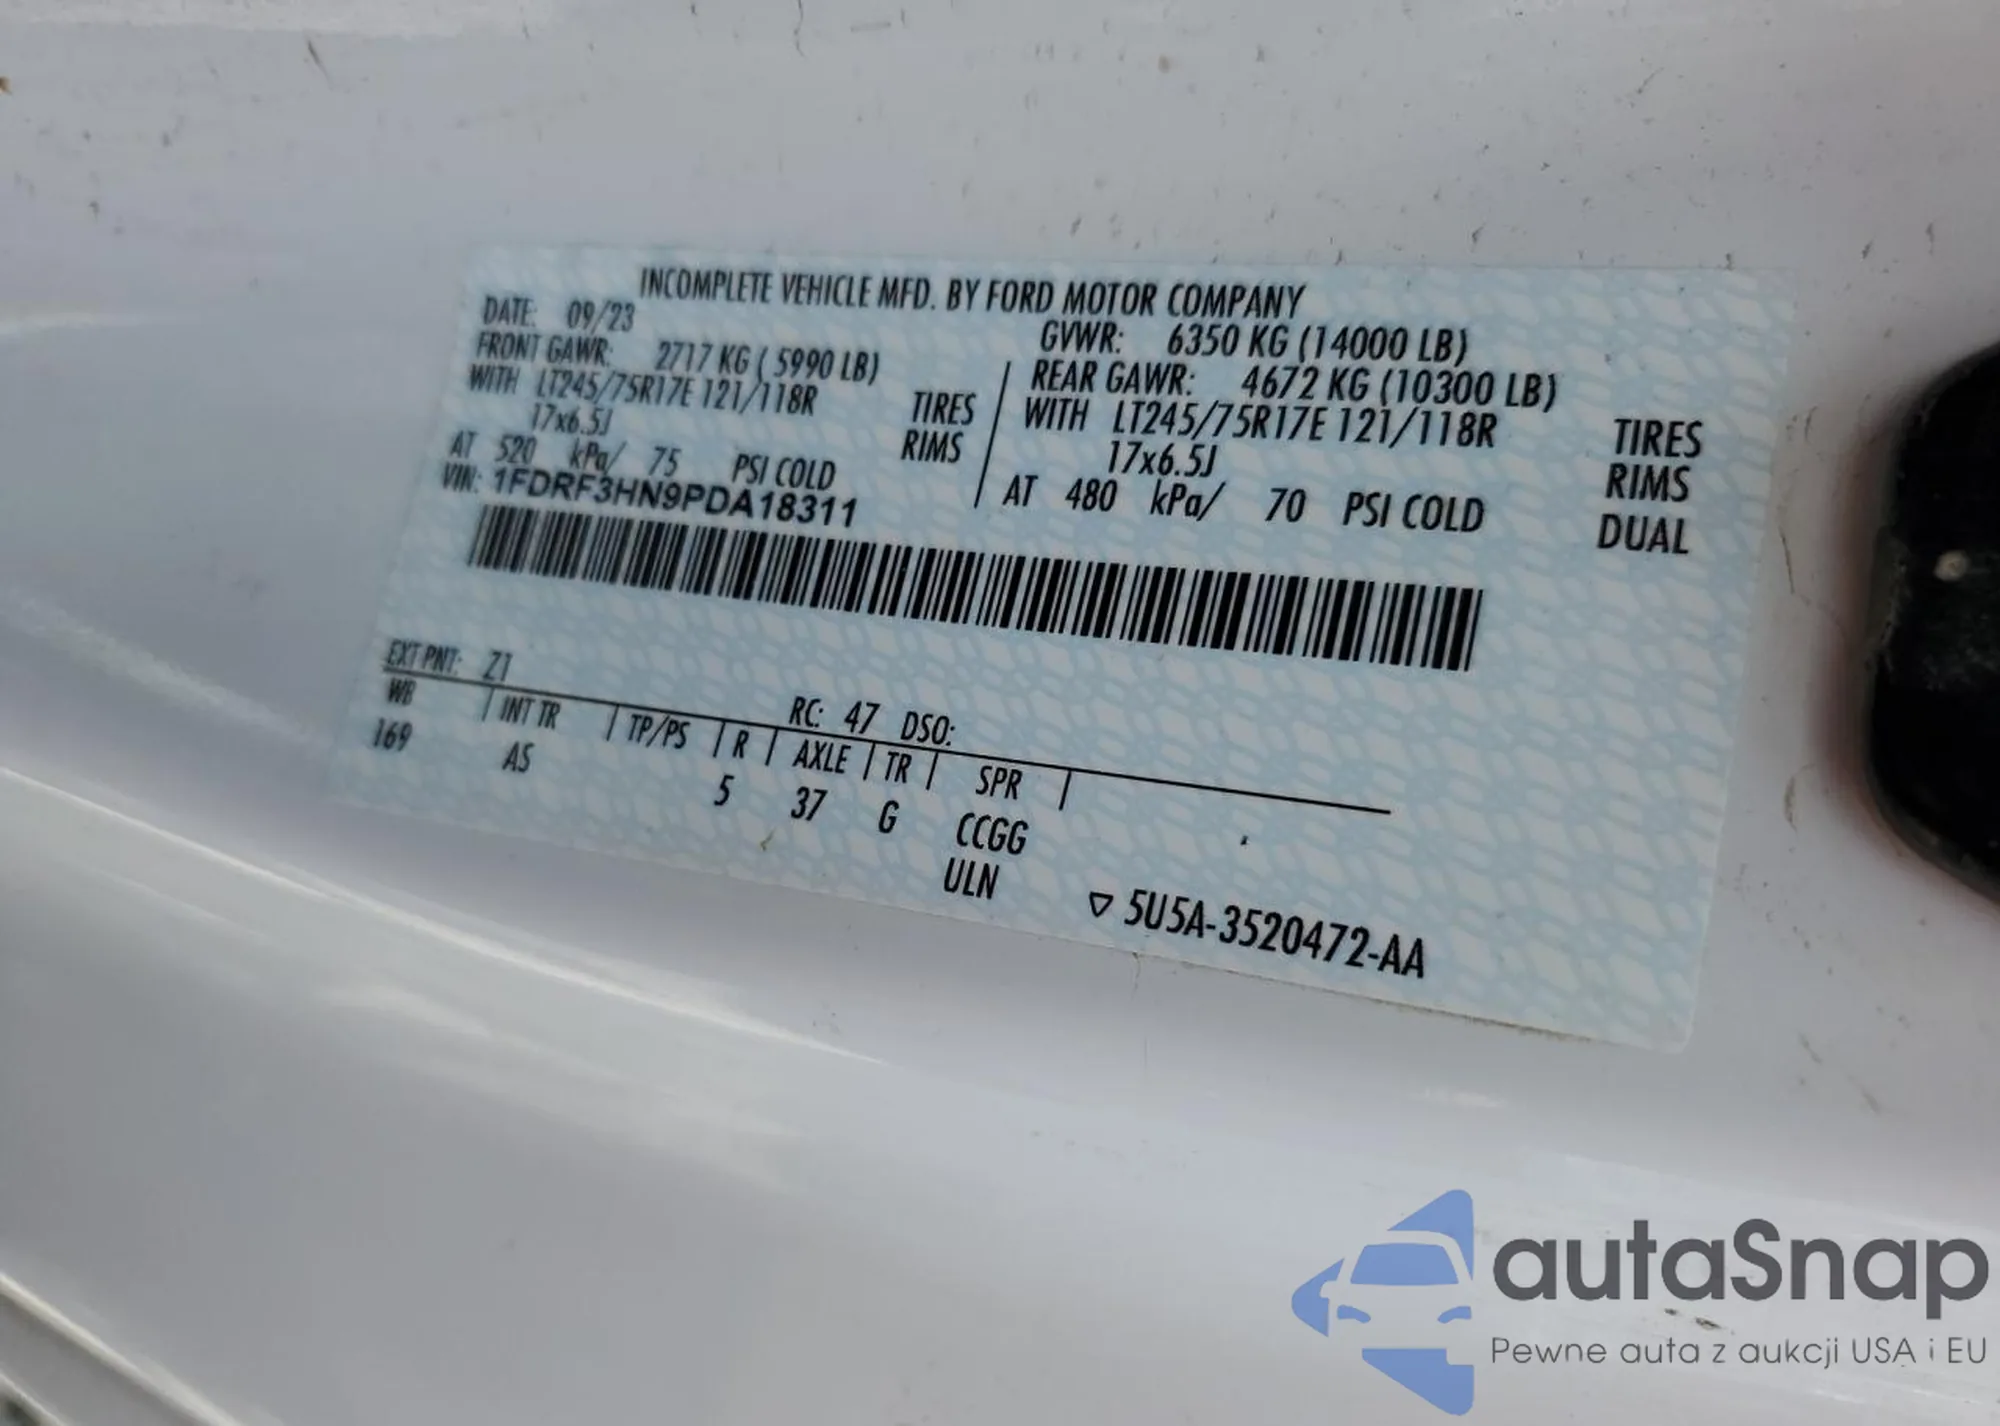 INCOMPLETE VEHICLE MFD. BY FORD MOTOR COMPANY
DATE: 09/23 GVWR: 6350 KG (14000 LB)
FRONT GAWR: 2717 KG ( 5990 LB) REAR GAWR: 4672 KG (10300 LB)
WITH LT245/75R17E 121/118R TIRES WITH LT245/75R17E 121/118R TIRES
17x6.5J RIMS 17x6.5J RIMS
AT 520 kPa/ 75 PSI COLD AT 480 kPa/ 70 PSI COLD DUAL
VIN: 1FDRF3HN9PDA18311
EXT PNT: Z1 RC: 47 DSO:
WB INT TR TP/PS R AXLE TR SPR
169 AS 5 37 G CCGG
ULN
▽ 5U5A-3520472-AA
autaSnap
Pewne auta z aukcji USA i EU